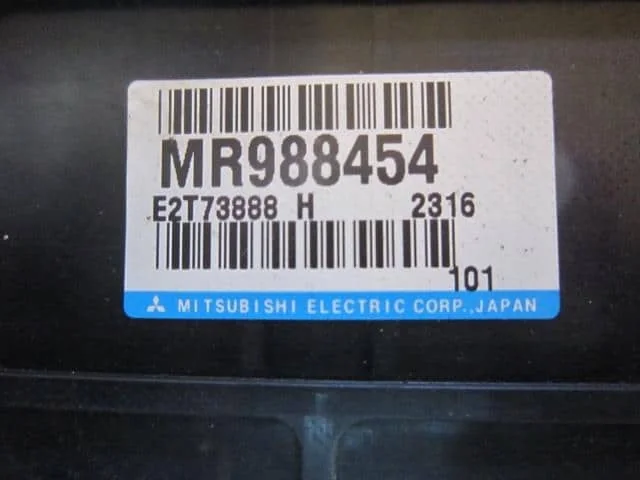 MR988454
E2T73888 H 2316
101
MITSUBISHI ELECTRIC CORP.,JAPAN